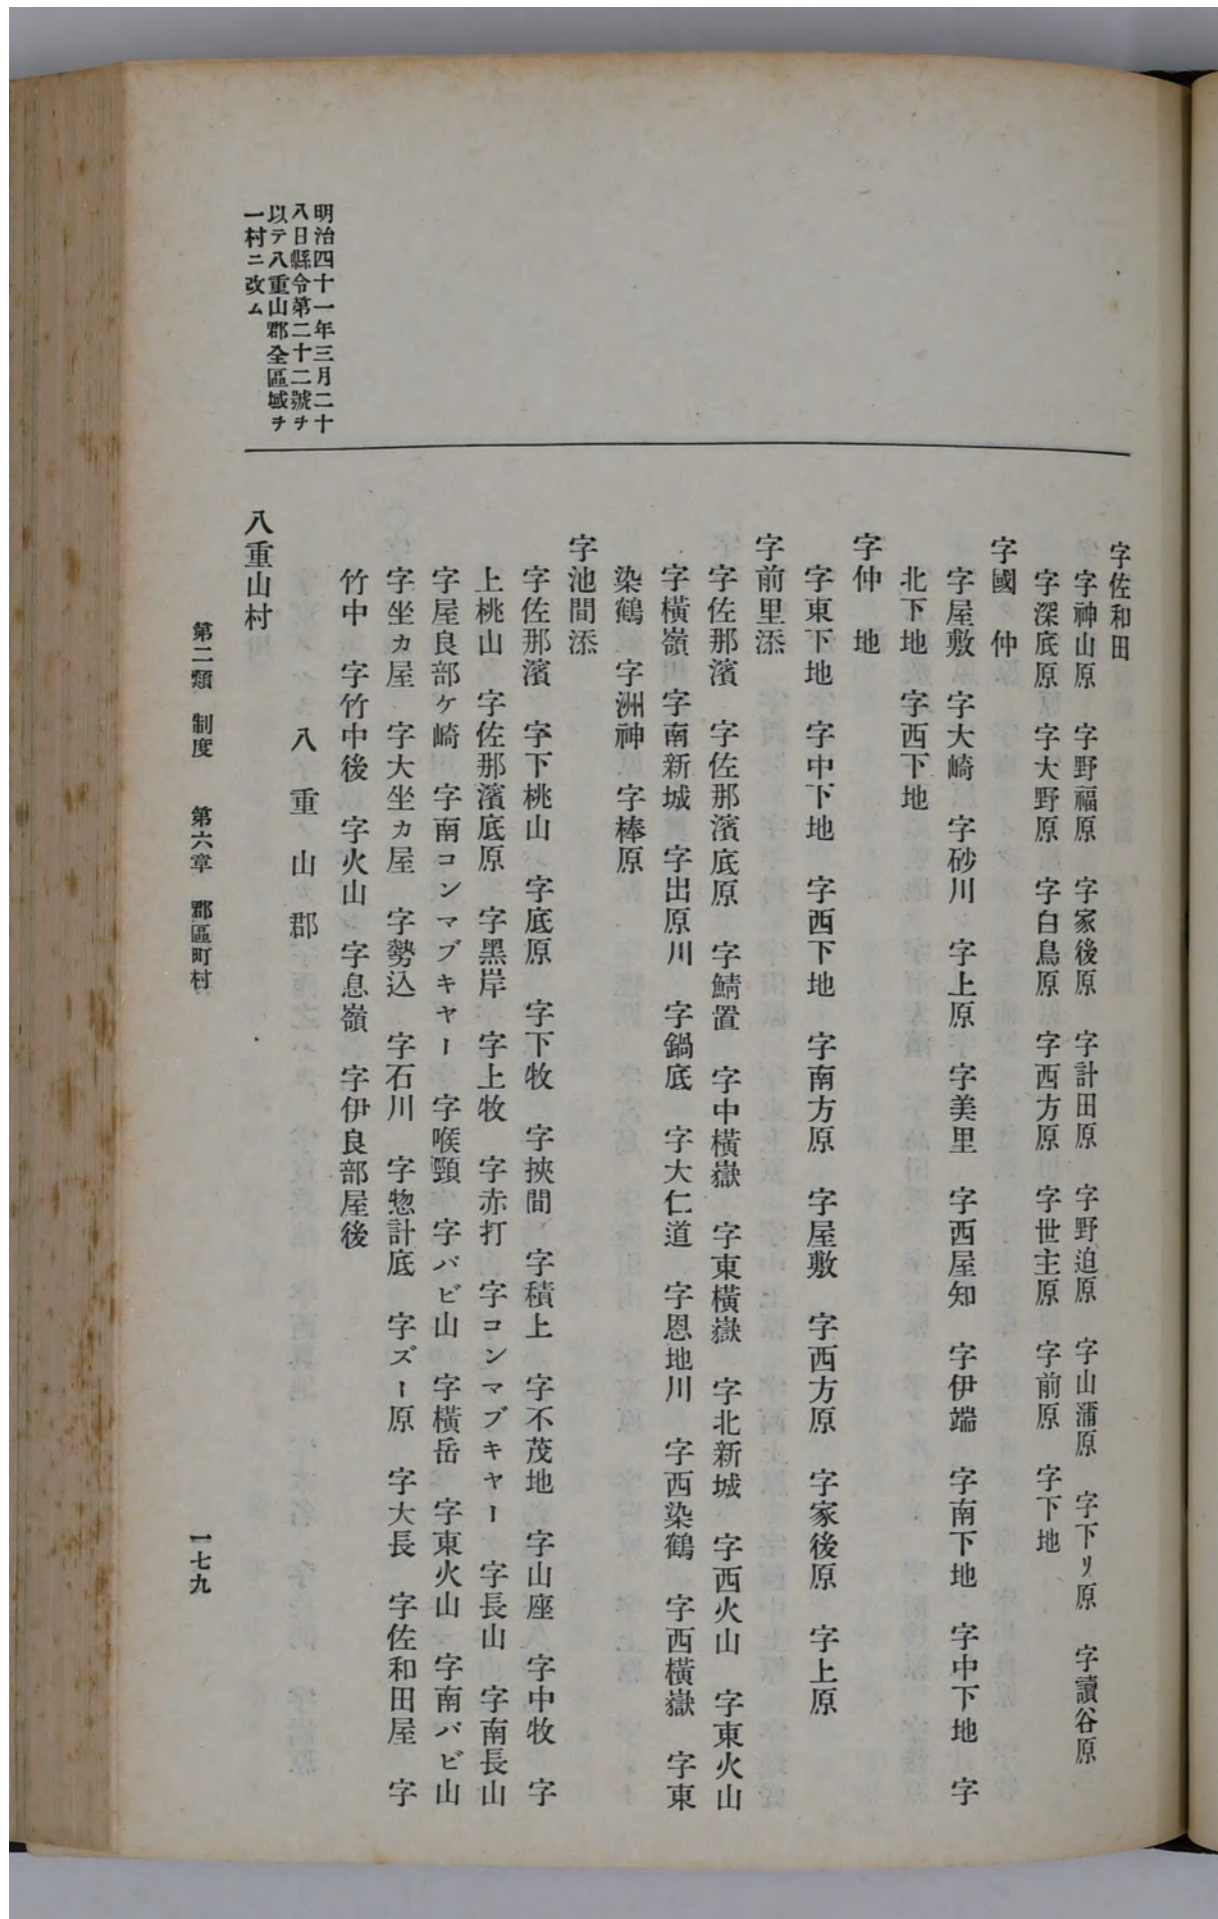 字佐和田
字神山原　字野福原　字家後原　字計田原　字野迫原　字山蒲原　字下リ原　字讀谷原
字深底原　字大野原　字白鳥原　字西方原　字世主原　字前原　字下地
字國　仲
字屋敷　字大崎　字砂川　字上原　字美里　字西屋知　字伊端　字南下地　字中下地　字
北下地　字西下地
字仲　地
字東下地　字中下地　字西下地　字南方原　字屋敷　字西方原　字家後原　字上原
字前里添
字佐那濱　字佐那濱底原　字鯖置　字中橫嶽　字東橫嶽　字北新城　字西火山　字東火山
字橫嶺　字南新城　字出原川　字鍋底　字大仁道　字恩地川　字西染鶴　字西橫嶽　字東
染鶴　字洲神　字棒原
字池間添
字佐那濱　字下桃山　字底原　字下牧　字挾間　字積上　字不茂地　字山座　字中牧　字
上桃山　字佐那濱底原　字黑岸　字上牧　字赤打　字コンマブキヤー　字長山　字南長山
字屋良部ケ崎　字南コンマブキヤー　字喉頸　字バビ山　字橫岳　字東火山　字南バビ山
字坐カ屋　字大坐カ屋　字勢込　字石川　字惣計底　字ズー原　字大長　字佐和田屋　字
竹中　字竹中後　字火山　字息嶺　字伊良部屋後
八重山郡
八重山村
明治四十一年三月二十
八日縣令第二十二號チ
以テ八重山郡全區域チ
一村ニ改ム
第二類　制度　第六章　郡區町村
一七九